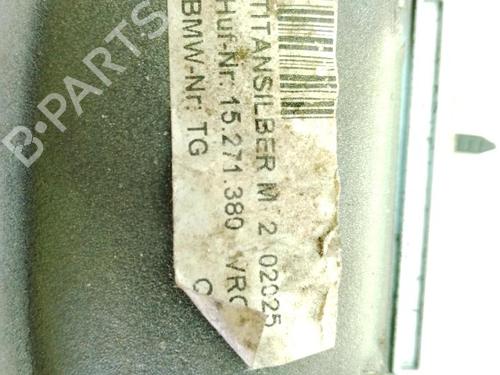 TITANSILBER M 2 02025
Huf-Nr. 15.271.380 VRC
BMW-Nr. TG
B-PARTS